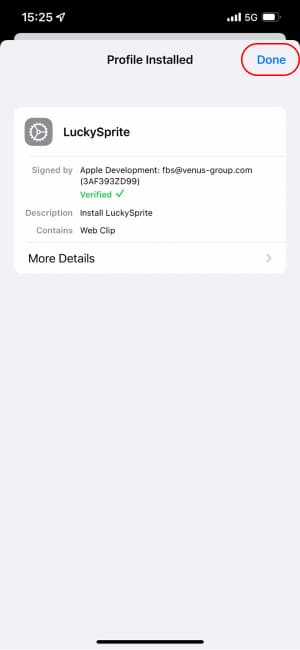 15:25
5G
Profile Installed
Done
LuckySprite
Signed by Apple Development: fbs@venus-group.com
(3AF393ZD99)
Verified
Description Install LuckySprite
Contains Web Clip
More Details